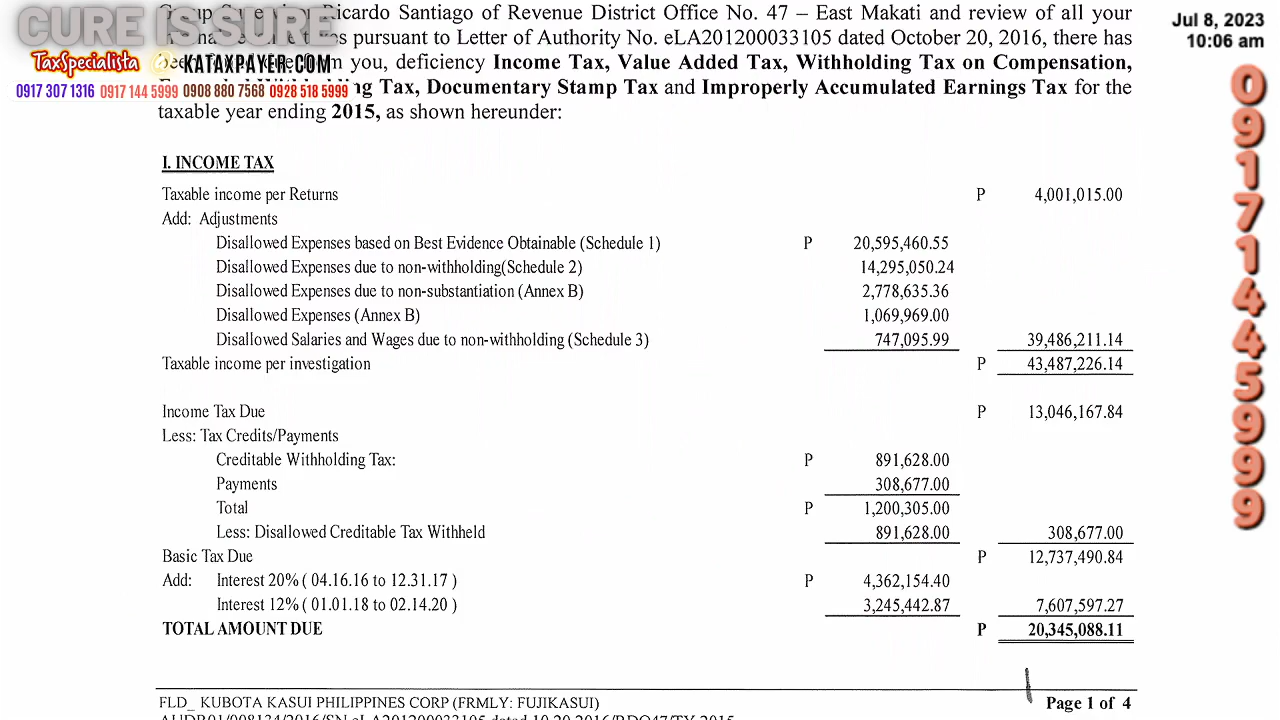 CURE IS SURE
TaxSpecialista @ KATAXPAYER.COM
0917 307 1316 0917 144 5999 0908 880 7568 0928 518 5999
Jul 8, 2023
10:06 am
09171445999
Ricardo Santiago of Revenue District Office No. 47 – East Makati and review of all your
pursuant to Letter of Authority No. eLA201200033105 dated October 20, 2016, there has
you, deficiency Income Tax, Value Added Tax, Withholding Tax on Compensation,
Tax, Documentary Stamp Tax and Improperly Accumulated Earnings Tax for the
taxable year ending 2015, as shown hereunder:
I. INCOME TAX
Taxable income per Returns P 4,001,015.00
Add: Adjustments
Disallowed Expenses based on Best Evidence Obtainable (Schedule 1) P 20,595,460.55
Disallowed Expenses due to non-withholding(Schedule 2) 14,295,050.24
Disallowed Expenses due to non-substantiation (Annex B) 2,778,635.36
Disallowed Expenses (Annex B) 1,069,969.00
Disallowed Salaries and Wages due to non-withholding (Schedule 3) 747,095.99 39,486,211.14
Taxable income per investigation P 43,487,226.14
Income Tax Due P 13,046,167.84
Less: Tax Credits/Payments
Creditable Withholding Tax: P 891,628.00
Payments 308,677.00
Total P 1,200,305.00
Less: Disallowed Creditable Tax Withheld 891,628.00 308,677.00
Basic Tax Due P 12,737,490.84
Add: Interest 20% ( 04.16.16 to 12.31.17 ) P 4,362,154.40
Interest 12% ( 01.01.18 to 02.14.20 ) 3,245,442.87 7,607,597.27
TOTAL AMOUNT DUE P 20,345,088.11
FLD_ KUBOTA KASUI PHILIPPINES CORP (FRMLY: FUJIKASUI) Page 1 of 4
AUDR01/008134/2016/SN eLA201200033105 dated 10.20.2016/RDO47/TY 2015